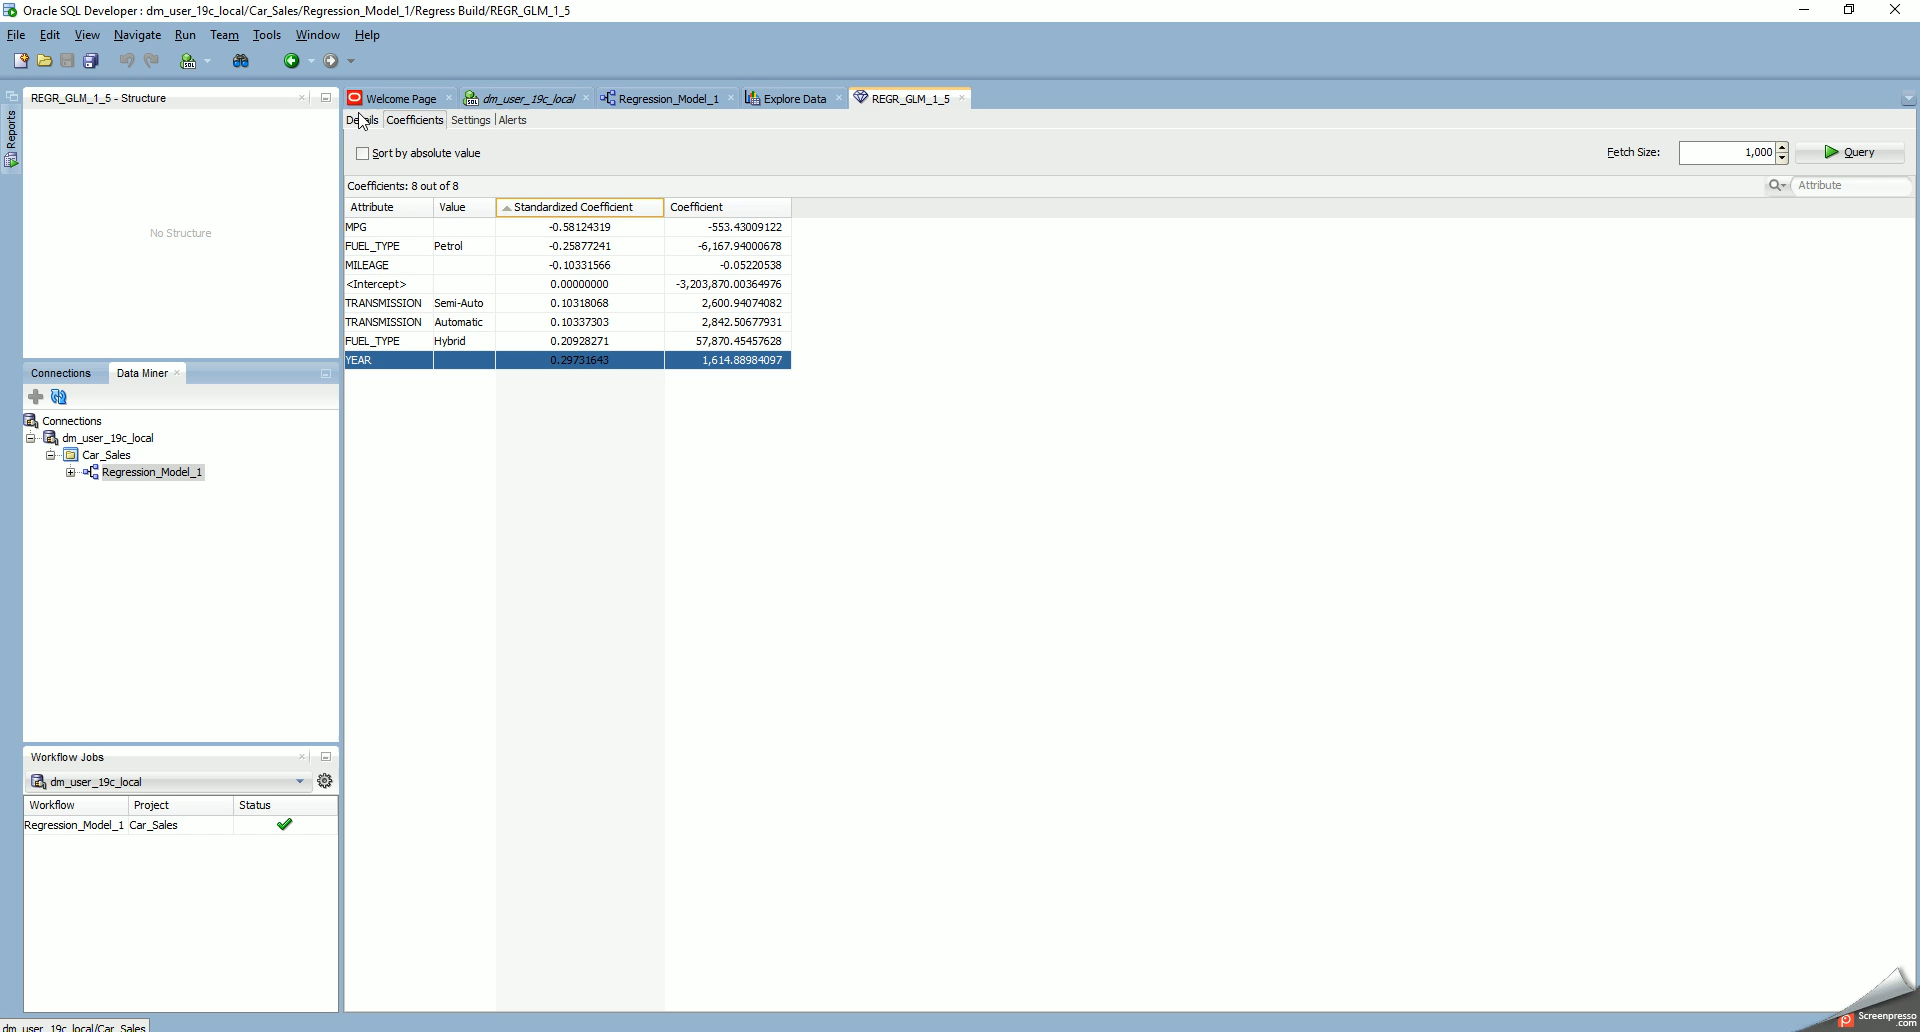 Oracle SQL Developer : dm_user_19c_local/Car_Sales/Regression_Model_1/Regress Build/REGR_GLM_1_5
File Edit View Navigate Run Team Tools Window Help
Reports
REGR_GLM_1_5 - Structure
No Structure
Connections Data Miner
Connections
dm_user_19c_local
Car_Sales
Regression_Model_1
Workflow Jobs
dm_user_19c_local
Workflow Project Status
Regression_Model_1 Car_Sales
Welcome Page dm_user_19c_local Regression_Model_1 Explore Data REGR_GLM_1_5
Details Coefficients Settings Alerts
Sort by absolute value Fetch Size: 1,000 Query
Coefficients: 8 out of 8 Attribute
Attribute Value Standardized Coefficient Coefficient
MPG -0.58124319 -553.43009122
FUEL_TYPE Petrol -0.25877241 -6,167.94000678
MILEAGE -0.10331566 -0.05220538
<Intercept> 0.00000000 -3,203,870.00364976
TRANSMISSION Semi-Auto 0.10318068 2,600.94074082
TRANSMISSION Automatic 0.10337303 2,842.50677931
FUEL_TYPE Hybrid 0.20928271 57,870.45457628
YEAR 0.29731643 1,614.88984097
dm_user_19c_local/Car_Sales
Screenpresso
.com